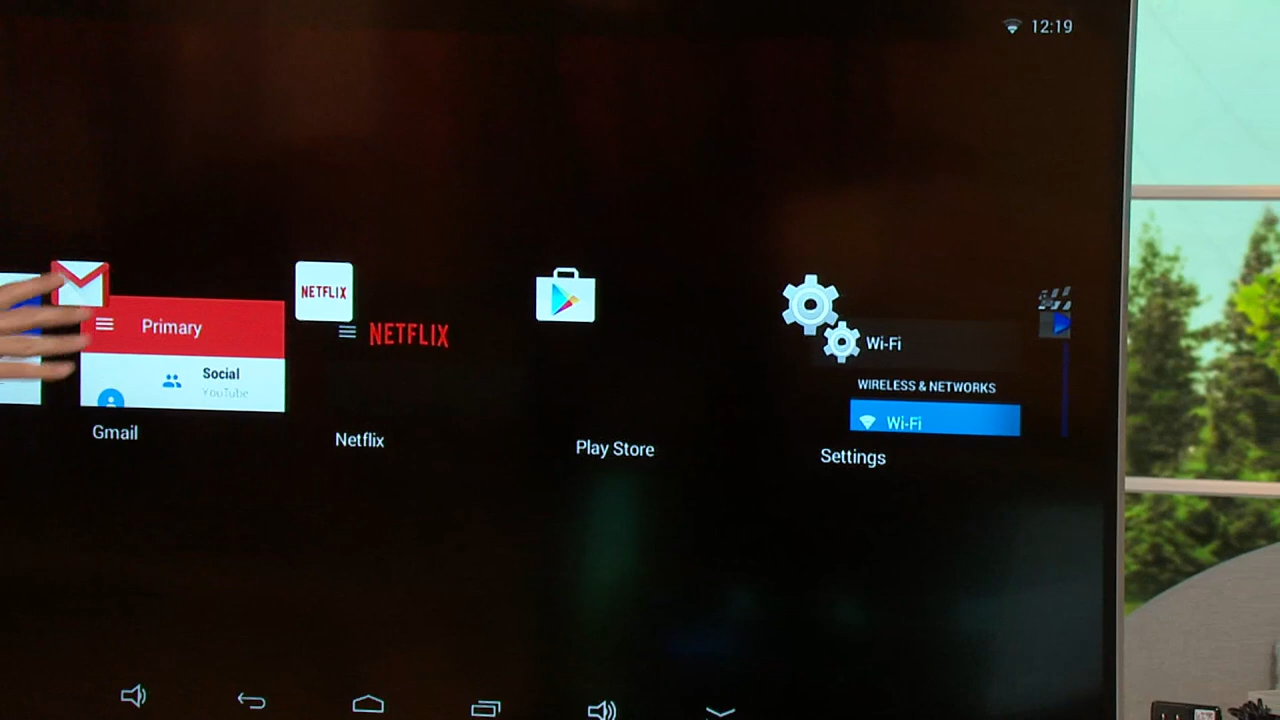 12:19
Primary
Social
YouTube
Gmail
NETFLIX
NETFLIX
Netflix
Play Store
Wi-Fi
WIRELESS & NETWORKS
Wi-Fi
Settings